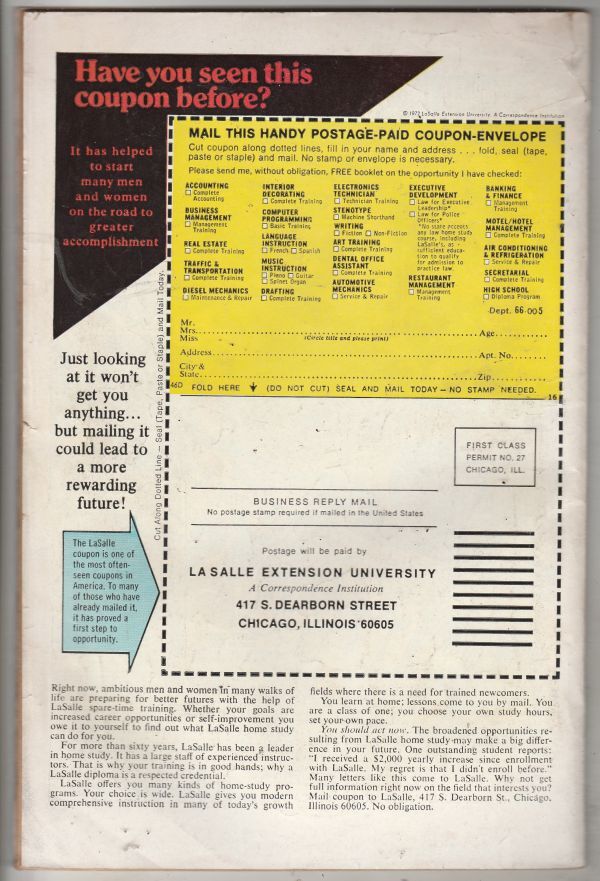 Have you seen this
coupon before?
© 1972 LaSalle Extension University. A Correspondence Institution
It has helped
to start
many men
and women
on the road to
greater
accomplishment
MAIL THIS HANDY POSTAGE-PAID COUPON-ENVELOPE
Cut coupon along dotted lines, fill in your name and address . . . fold, seal (tape,
paste or staple) and mail. No stamp or envelope is necessary.
Please send me, without obligation, FREE booklet on the opportunity I have checked:
ACCOUNTING
Complete
Accounting
BUSINESS
MANAGEMENT
Management
Training
REAL ESTATE
Complete Training
TRAFFIC &
TRANSPORTATION
Complete Training
DIESEL MECHANICS
Maintenance & Repair
INTERIOR
DECORATING
Complete Training
COMPUTER
PROGRAMMING
Basic Training
LANGUAGE
INSTRUCTION
French Spanish
MUSIC
INSTRUCTION
Piano Guitar
Spinet Organ
DRAFTING
Complete Training
ELECTRONICS
TECHNICIAN
Technician Training
STENOTYPE
Machine Shorthand
WRITING
Fiction Non-Fiction
ART TRAINING
Complete Training
DENTAL OFFICE
ASSISTANT
Complete Training
AUTOMOTIVE
MECHANICS
Service & Repair
EXECUTIVE
DEVELOPMENT
Law for Executive
Leadership*
Law for Police
Officers*
*No state accepts
any law home study
course, including
LaSalle's, as
sufficient educa-
tion to qualify
for admission to
practice law.
RESTAURANT
MANAGEMENT
Management
Training
BANKING
& FINANCE
Management
Training
MOTEL/HOTEL
MANAGEMENT
Complete Training
AIR CONDITIONING
& REFRIGERATION
Service & Repair
SECRETARIAL
Complete Training
HIGH SCHOOL
Diploma Program
Dept. 66-005
Mr.
Mrs.
Miss
(Circle title and please print)
Age
Address
Apt. No.
City &
State
Zip
46D FOLD HERE (DO NOT CUT) SEAL AND MAIL TODAY – NO STAMP NEEDED. 16
Cut Along Dotted Line – Seal (Tape, Paste or Staple) and Mail Today.
Just looking
at it won't
get you
anything...
but mailing it
could lead to
a more
rewarding
future!
The LaSalle
coupon is one of
the most often-
seen coupons in
America. To many
of those who have
already mailed it,
it has proved a
first step to
opportunity.
FIRST CLASS
PERMIT NO. 27
CHICAGO, ILL.
BUSINESS REPLY MAIL
No postage stamp required if mailed in the United States
Postage will be paid by
LA SALLE EXTENSION UNIVERSITY
A Correspondence Institution
417 S. DEARBORN STREET
CHICAGO, ILLINOIS 60605
Right now, ambitious men and women in many walks of
life are preparing for better futures with the help of
LaSalle spare-time training. Whether your goals are
increased career opportunities or self-improvement you
owe it to yourself to find out what LaSalle home study
can do for you.
For more than sixty years, LaSalle has been a leader
in home study. It has a large staff of experienced instruc-
tors. That is why your training is in good hands; why a
LaSalle diploma is a respected credential.
LaSalle offers you many kinds of home-study pro-
grams. Your choice is wide. LaSalle gives you modern
comprehensive instruction in many of today's growth
fields where there is a need for trained newcomers.
You learn at home; lessons come to you by mail. You
are a class of one; you choose your own study hours,
set your own pace.
You should act now. The broadened opportunities re-
sulting from LaSalle home study may make a big differ-
ence in your future. One outstanding student reports:
"I received a $2,000 yearly increase since enrollment
with LaSalle. My regret is that I didn't enroll before."
Many letters like this come to LaSalle. Why not get
full information right now on the field that interests you?
Mail coupon to LaSalle, 417 S. Dearborn St., Chicago,
Illinois 60605. No obligation.